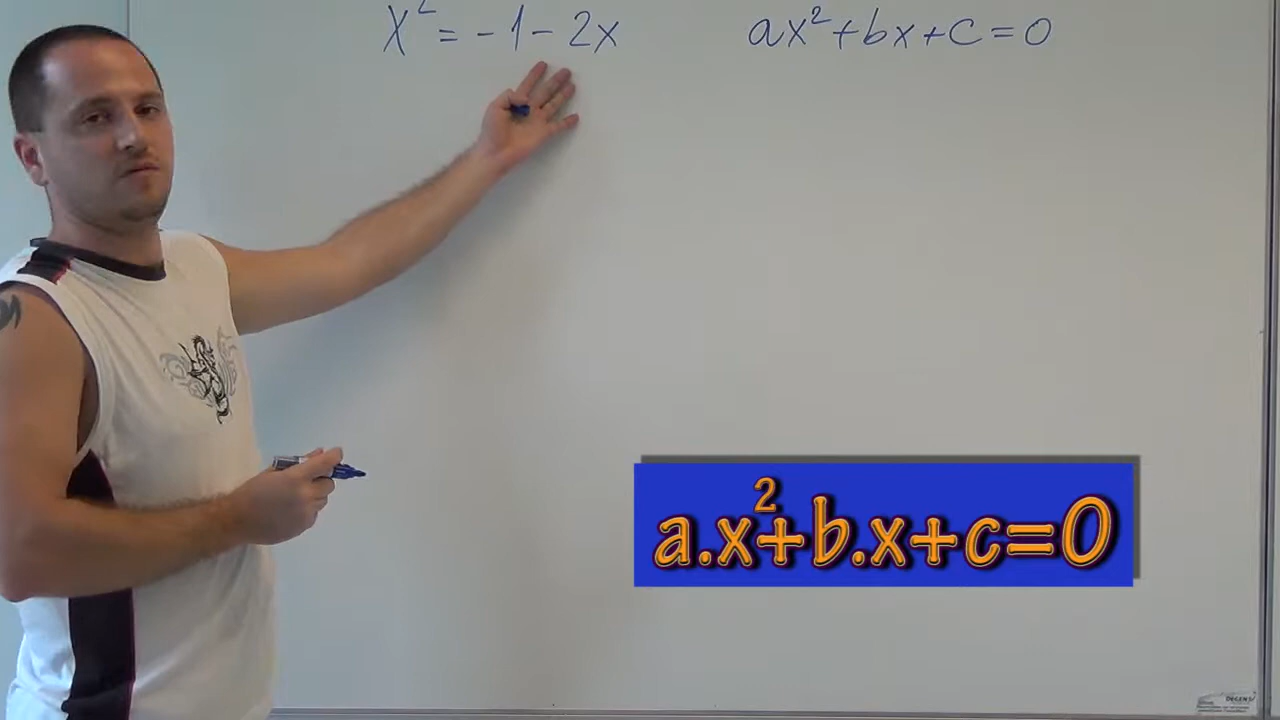 x² = -1 - 2x
ax² + bx + c = 0
a.x²+b.x+c=0